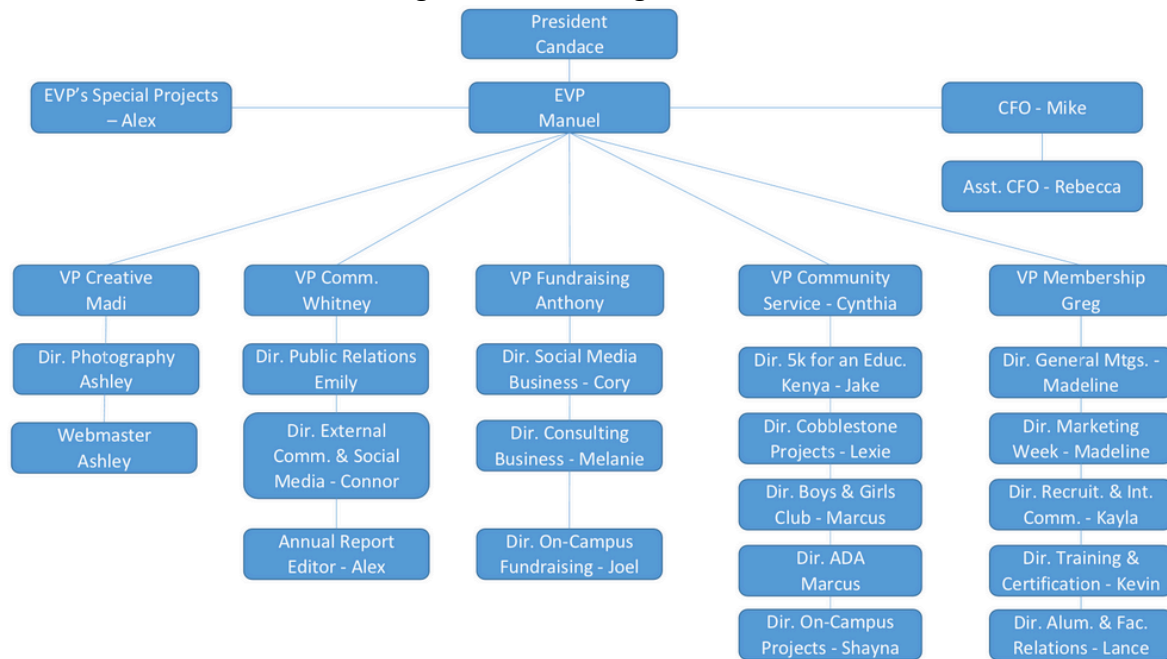 President
Candace
EVP's Special Projects
– Alex
EVP
Manuel
CFO - Mike
Asst. CFO - Rebecca
VP Creative
Madi
Dir. Photography
Ashley
Webmaster
Ashley
VP Comm.
Whitney
Dir. Public Relations
Emily
Dir. External
Comm. & Social
Media - Connor
Annual Report
Editor - Alex
VP Fundraising
Anthony
Dir. Social Media
Business - Cory
Dir. Consulting
Business - Melanie
Dir. On-Campus
Fundraising - Joel
VP Community
Service - Cynthia
Dir. 5k for an Educ.
Kenya - Jake
Dir. Cobblestone
Projects - Lexie
Dir. Boys & Girls
Club - Marcus
Dir. ADA
Marcus
Dir. On-Campus
Projects - Shayna
VP Membership
Greg
Dir. General Mtgs. -
Madeline
Dir. Marketing
Week - Madeline
Dir. Recruit. & Int.
Comm. - Kayla
Dir. Training &
Certification - Kevin
Dir. Alum. & Fac.
Relations - Lance